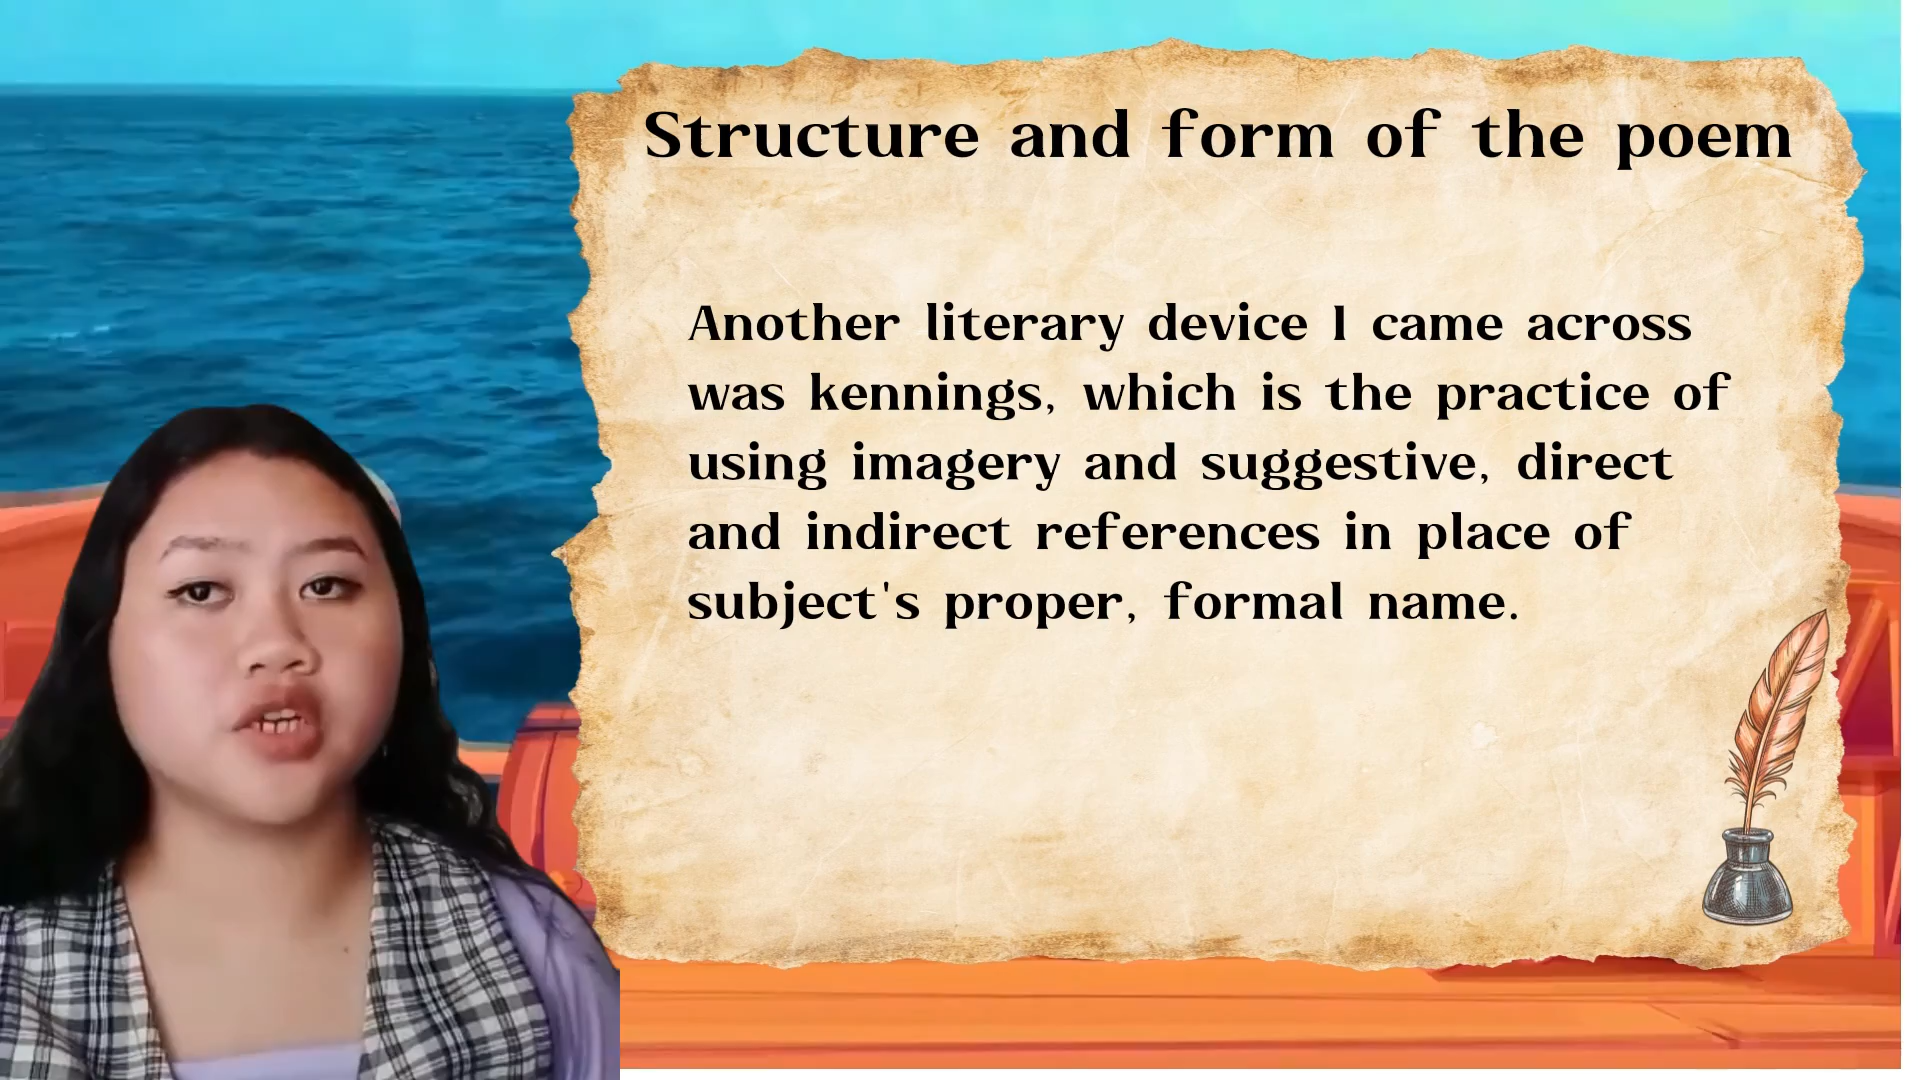 Structure and form of the poem
Another literary device I came across
was kennings, which is the practice of
using imagery and suggestive, direct
and indirect references in place of
subject's proper, formal name.